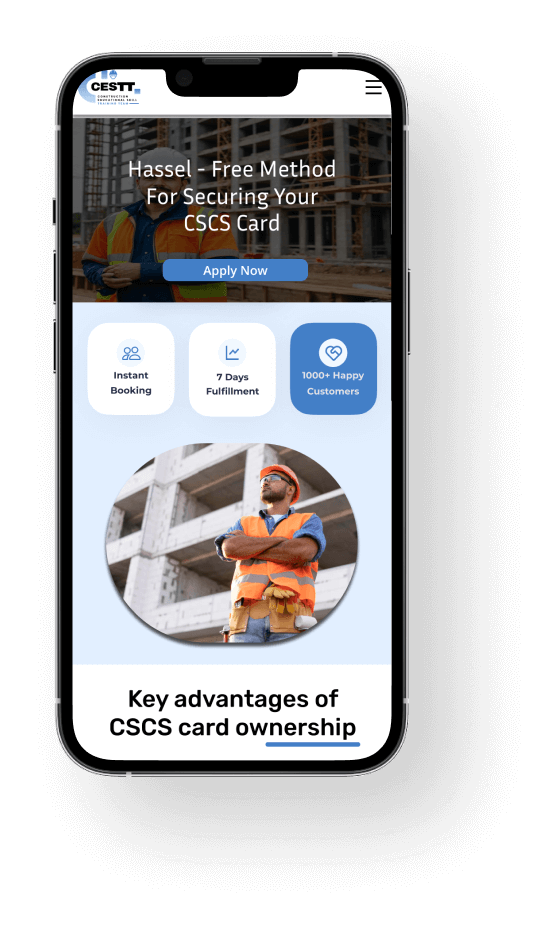 CESTT.
CONSTRUCTION
EDUCATIONAL SKILL
TRAINING TEAM
Hassel - Free Method
For Securing Your
CSCS Card
Apply Now
Instant
Booking
7 Days
Fulfillment
1000+ Happy
Customers
Key advantages of
CSCS card ownership